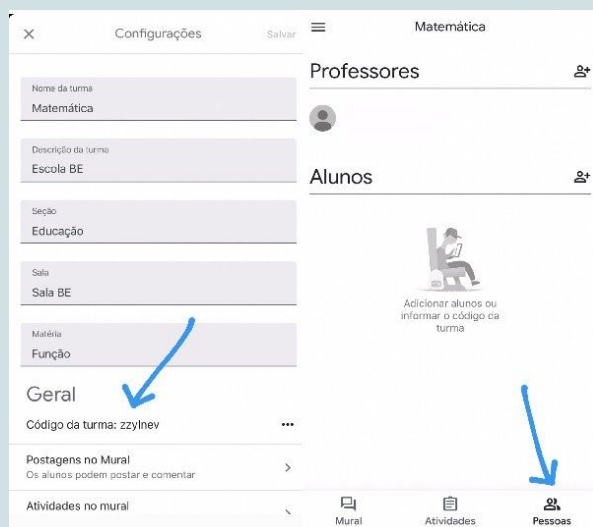 Configurações
Salvar
Nome da turma
Matemática
Descrição da turma
Escola BE
Seção
Educação
Sala
Sala BE
Matéria
Função
Geral
Código da turma: zzylnev
Postagens no Mural
Os alunos podem postar e comentar
Atividades no mural
Matemática
Professores
Alunos
Adicionar alunos ou
informar o código da
turma
Mural
Atividades
Pessoas